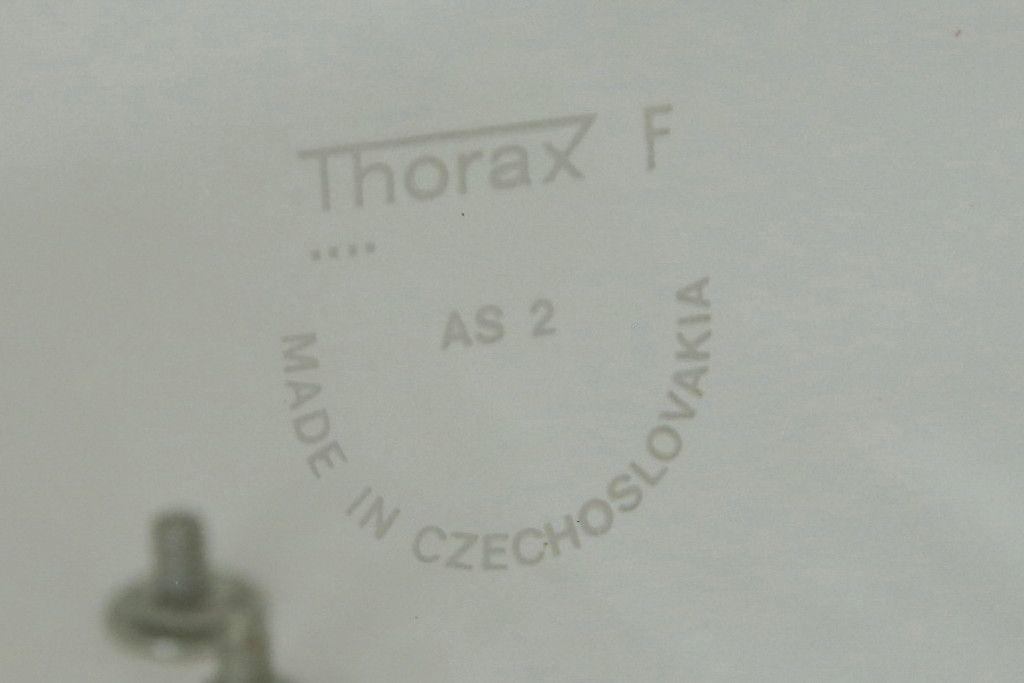 Thorax F
....
AS 2
MADE IN CZECHOSLOVAKIA